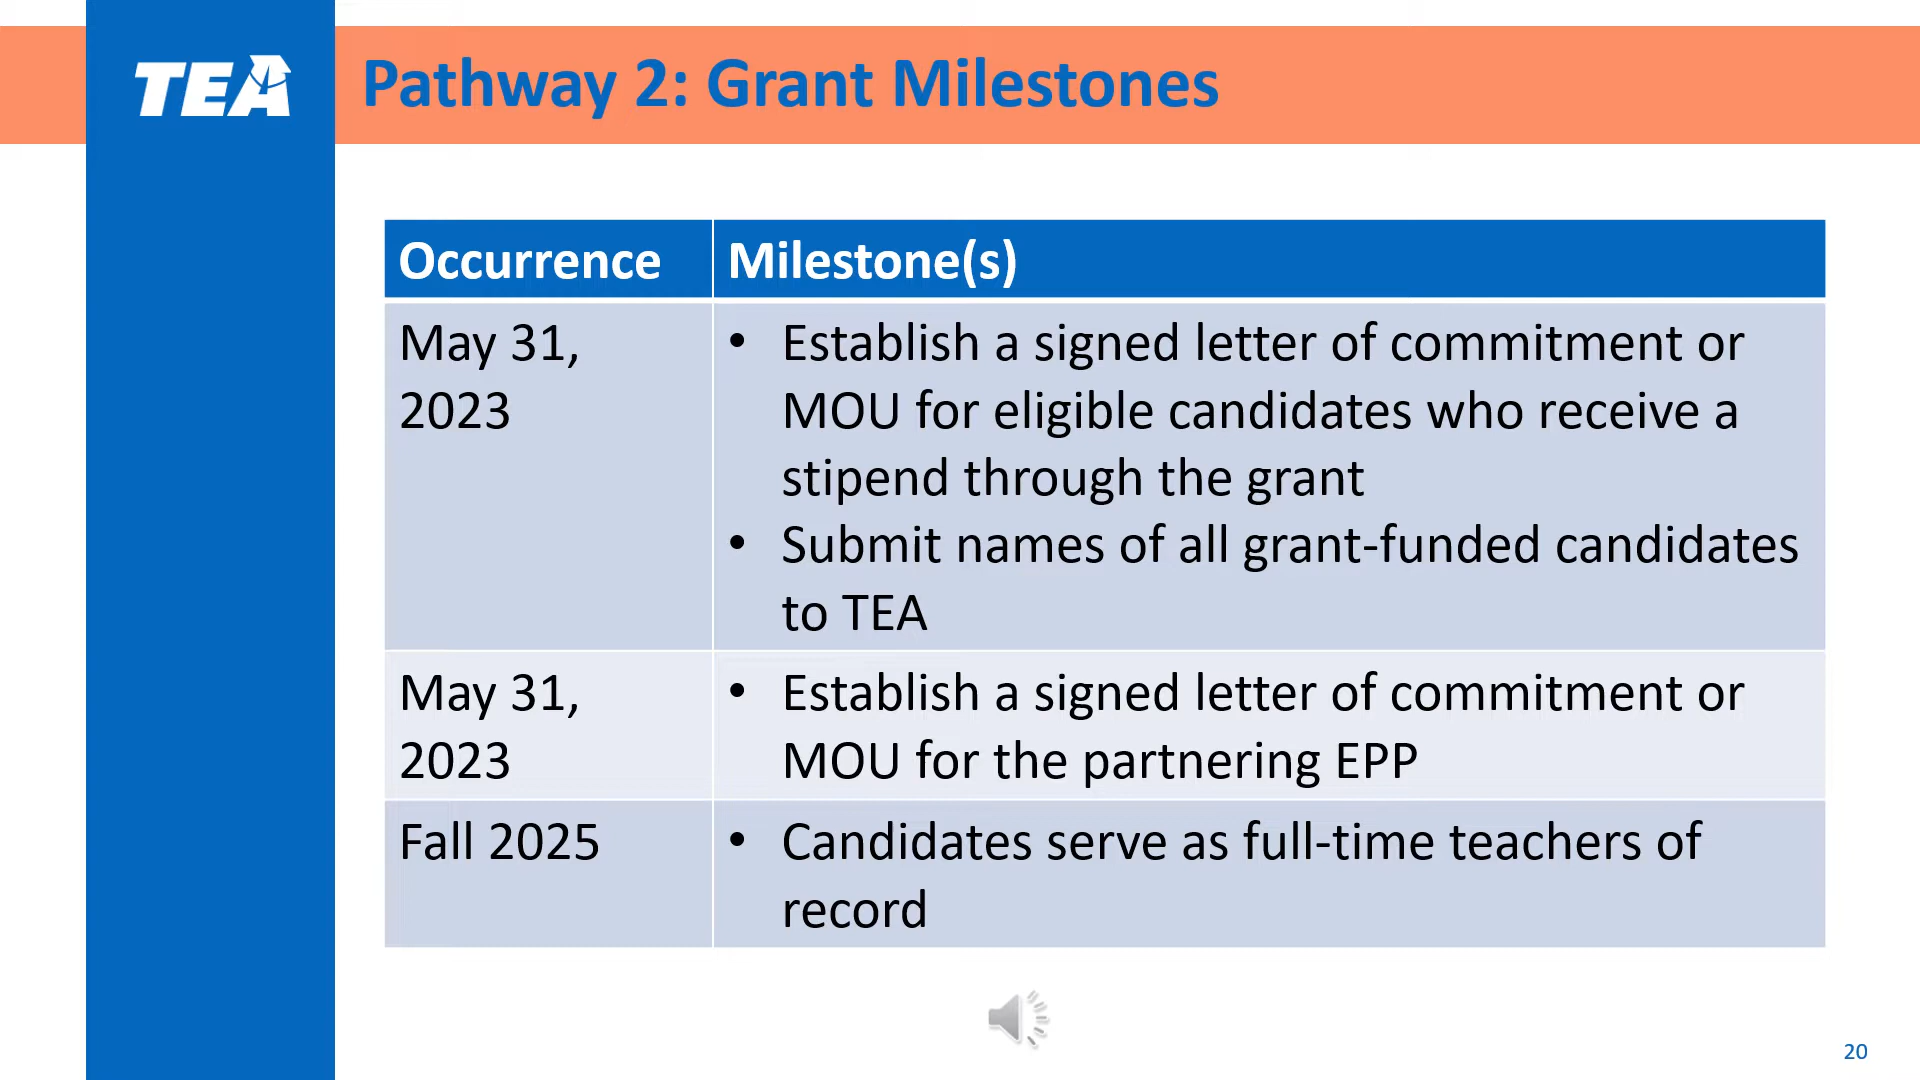 TEA
Pathway 2: Grant Milestones
Occurrence
Milestone(s)
May 31,
2023
• Establish a signed letter of commitment or
MOU for eligible candidates who receive a
stipend through the grant
• Submit names of all grant-funded candidates
to TEA
May 31,
2023
• Establish a signed letter of commitment or
MOU for the partnering EPP
Fall 2025
• Candidates serve as full-time teachers of
record
20